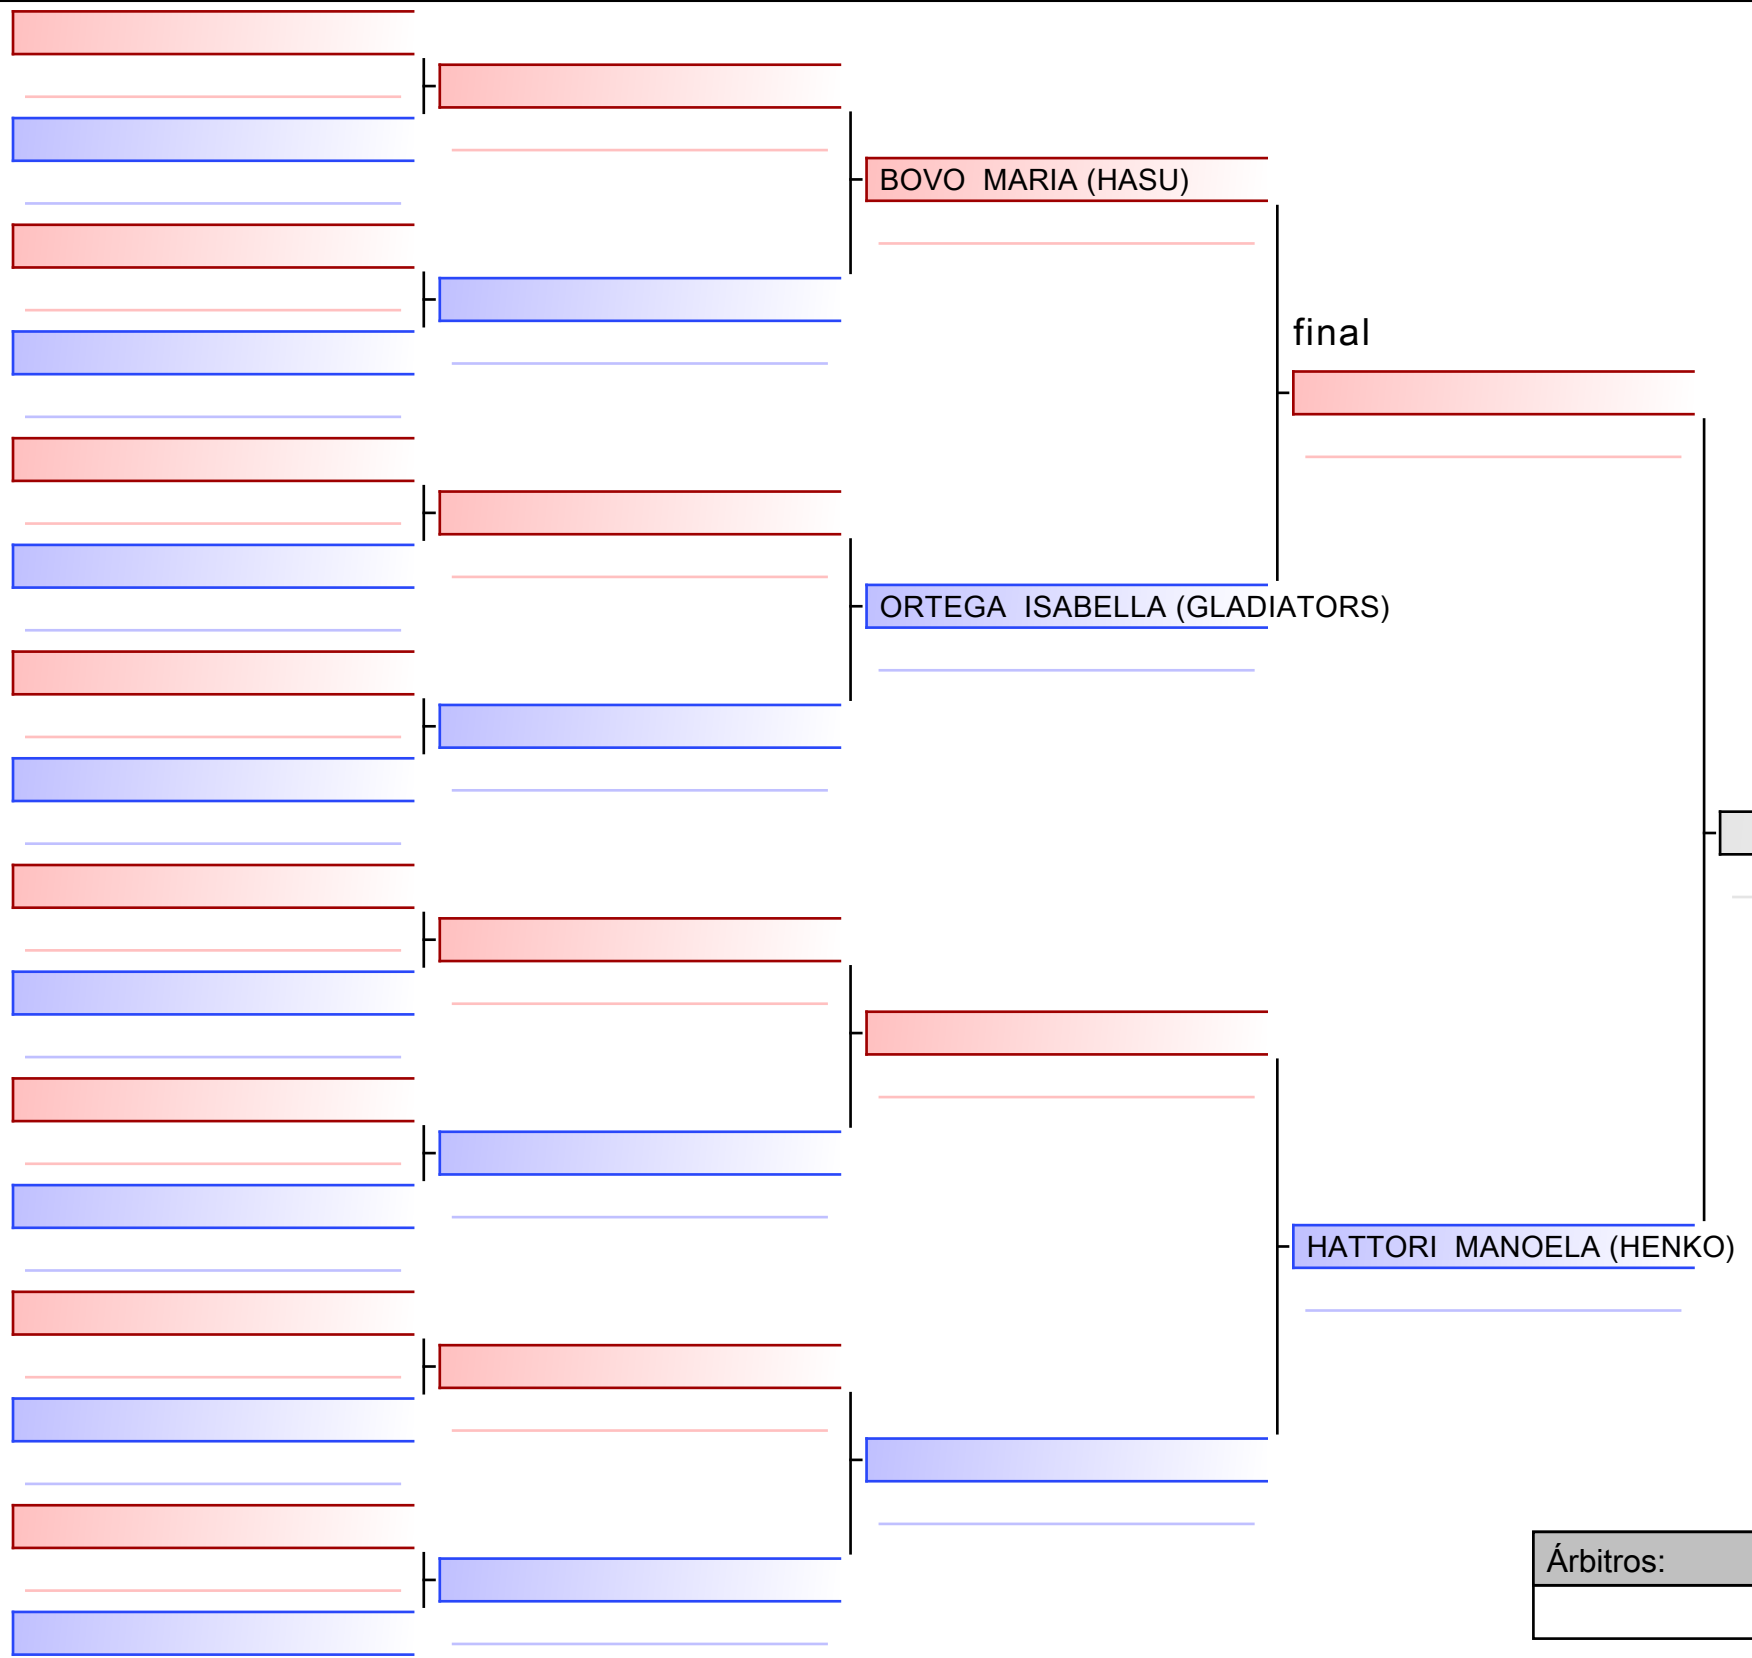 BOVO  MARIA (HASU)
final
ORTEGA  ISABELLA (GLADIATORS)
HATTORI  MANOELA (HENKO)
Árbitros: